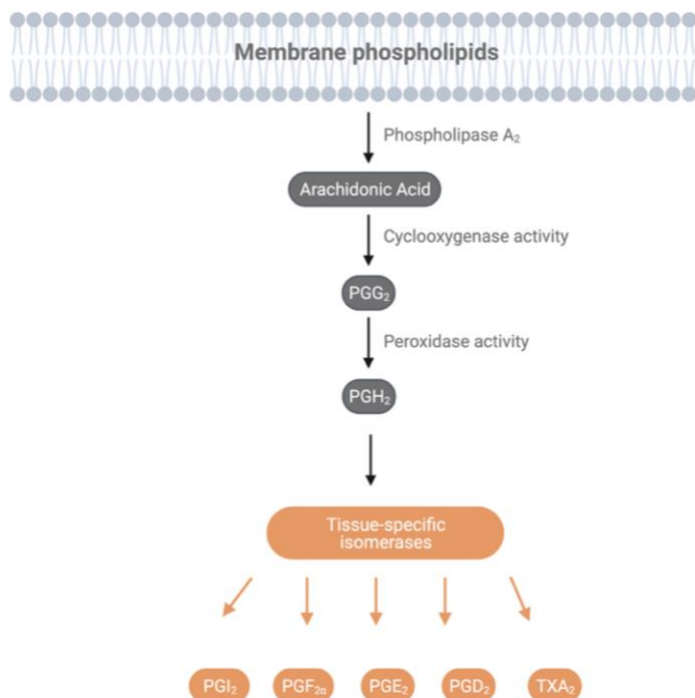 Membrane phospholipids
Phospholipase A₂
Arachidonic Acid
Cyclooxygenase activity
PGG₂
Peroxidase activity
PGH₂
Tissue-specific
isomerases
PGI₂ PGF₂α PGE₂ PGD₂ TXA₂